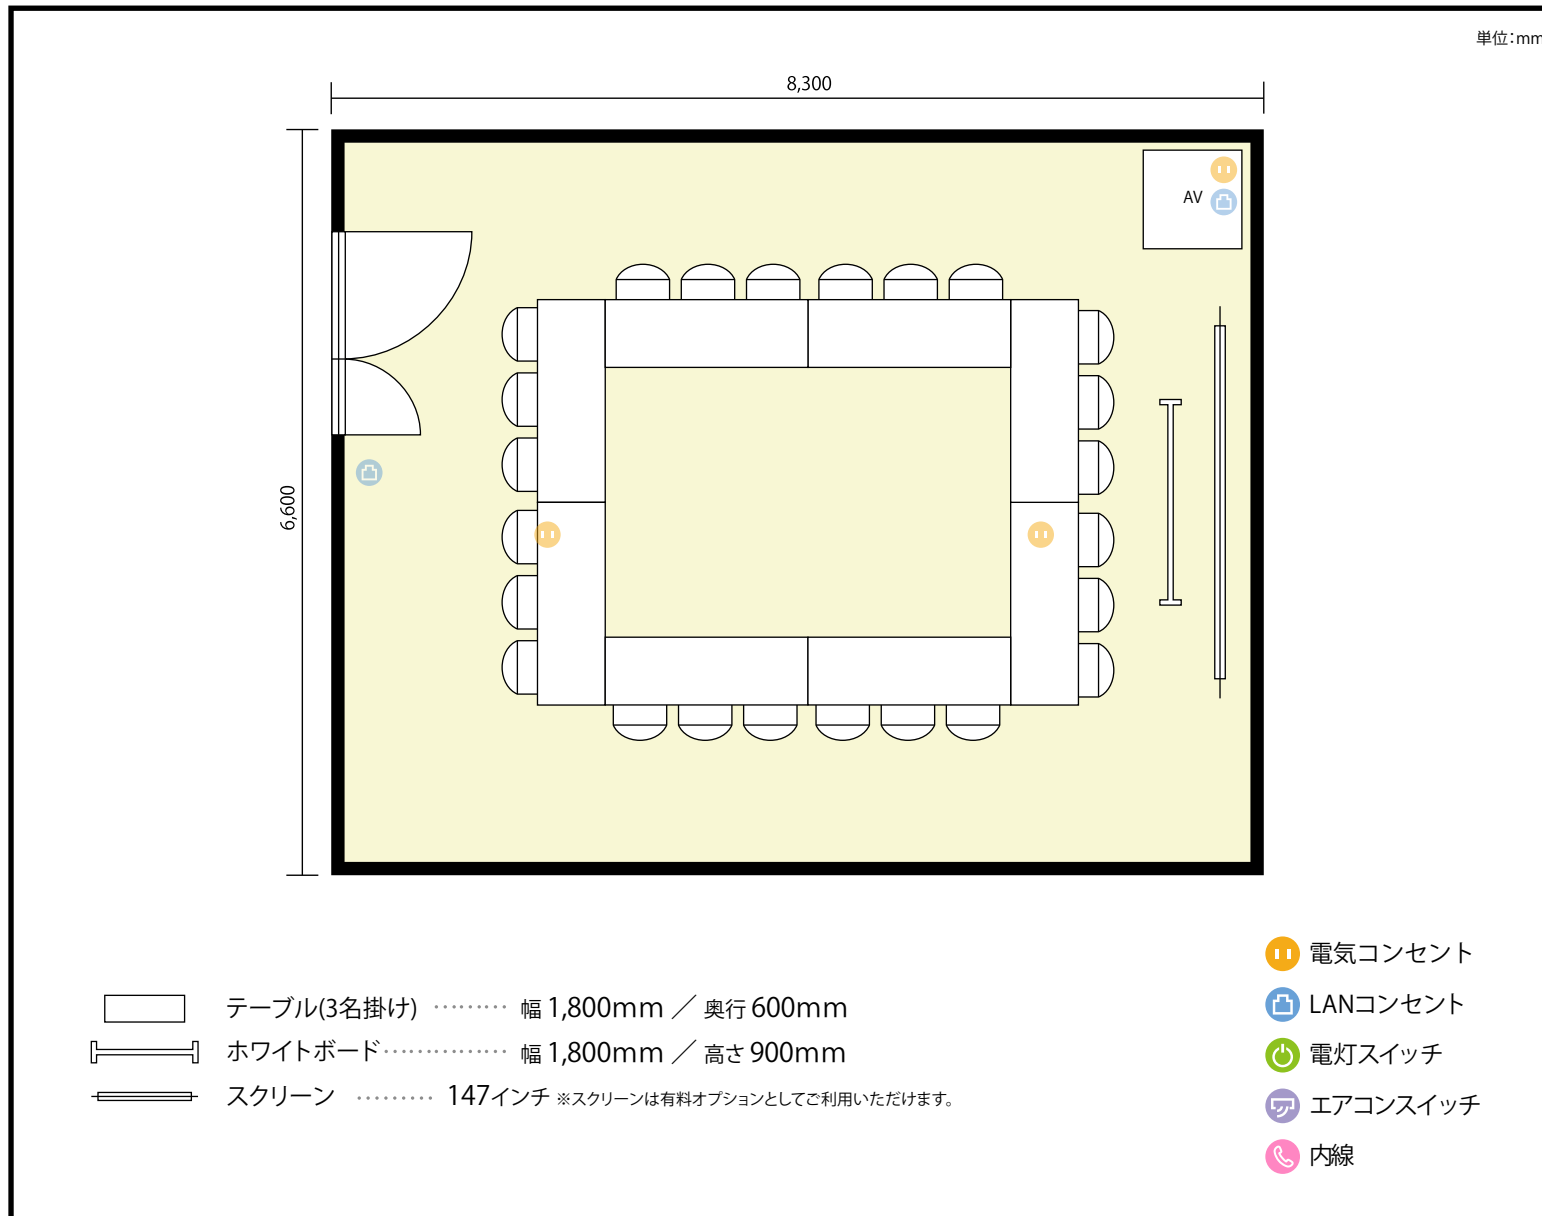 単位：mm
8,300
AV
6,600
テーブル(3名掛け) ……… 幅 1,800mm ／ 奥行 600mm
ホワイトボード …………… 幅 1,800mm ／ 高さ 900mm
スクリーン ……… 147インチ ※スクリーンは有料オプションとしてご利用いただけます。
電気コンセント
LANコンセント
電灯スイッチ
エアコンスイッチ
内線